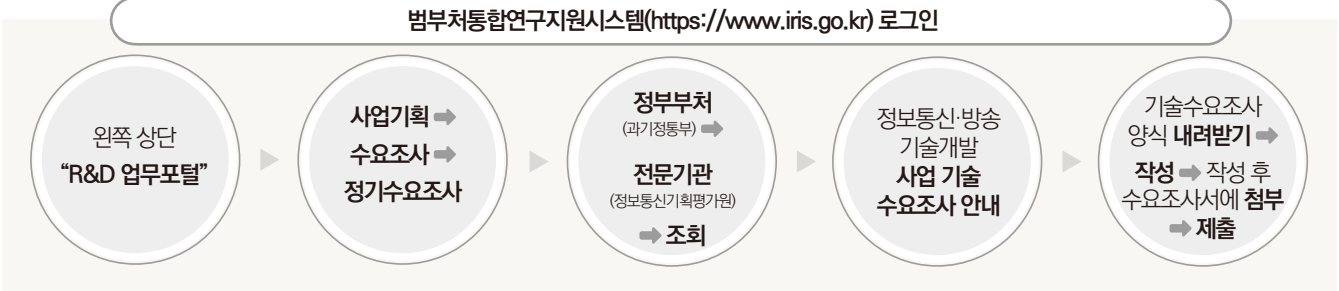 범부처통합연구지원시스템(https://www.iris.go.kr) 로그인
왼쪽 상단
“R&D 업무포털”
사업기획 ➡
수요조사 ➡
정기수요조사
정부부처
(과기정통부) ➡
전문기관
(정보통신기획평가원)
➡ 조회
정보통신·방송
기술개발
사업 기술
수요조사 안내
기술수요조사
양식 내려받기 ➡
작성 ➡ 작성 후
수요조사서에 첨부
➡ 제출